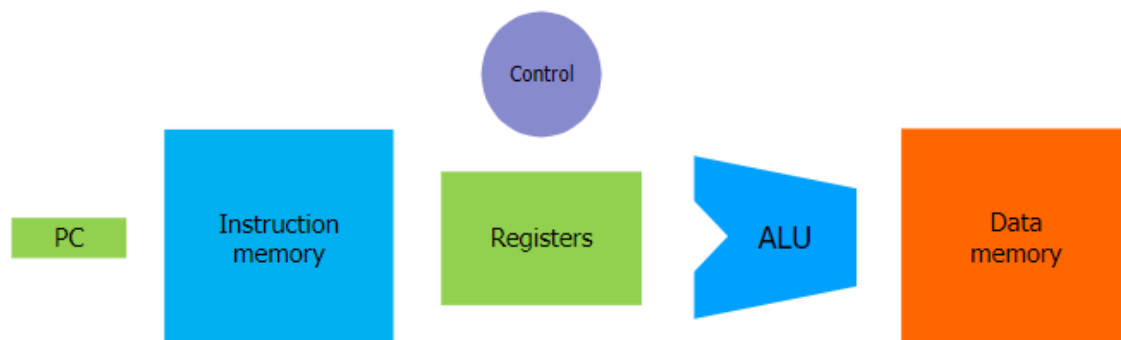 Control
PC
Instruction
memory
Registers
ALU
Data
memory